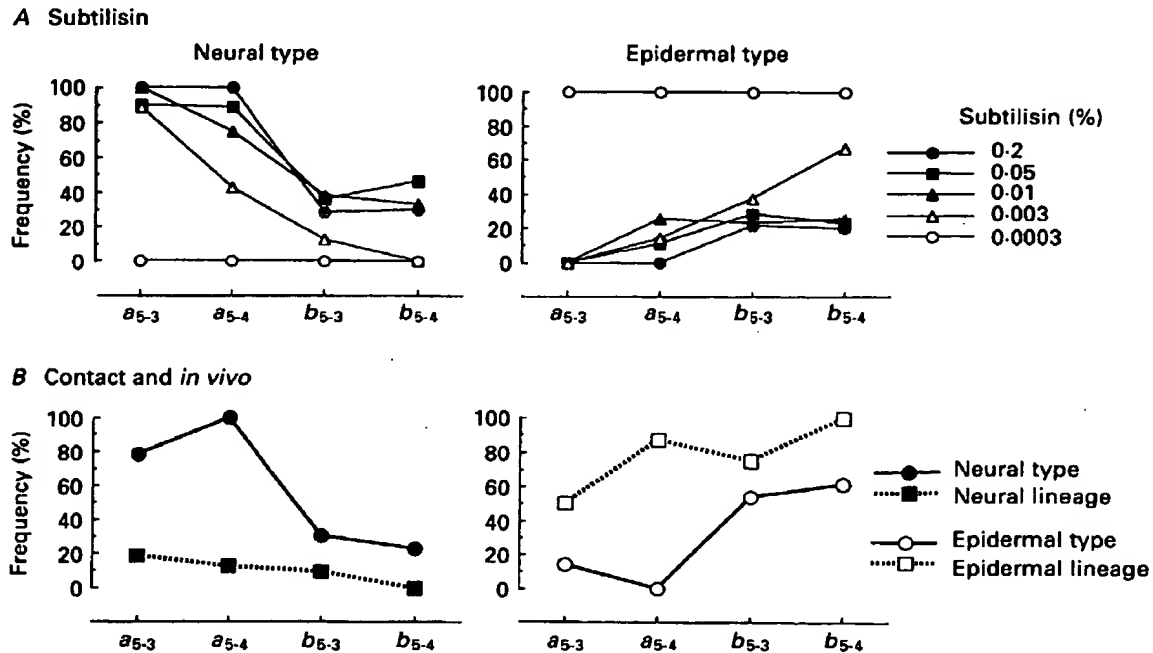 A Subtilisin
Neural type
Epidermal type
Frequency (%)
100
80
60
40
20
0
a5-3 a5-4 b5-3 b5-4
100
80
60
40
20
0
a5-3 a5-4 b5-3 b5-4
Subtilisin (%)
0·2
0·05
0·01
0·003
0·0003
B Contact and in vivo
Frequency (%)
100
80
60
40
20
0
a5-3 a5-4 b5-3 b5-4
100
80
60
40
20
0
a5-3 a5-4 b5-3 b5-4
Neural type
Neural lineage
Epidermal type
Epidermal lineage